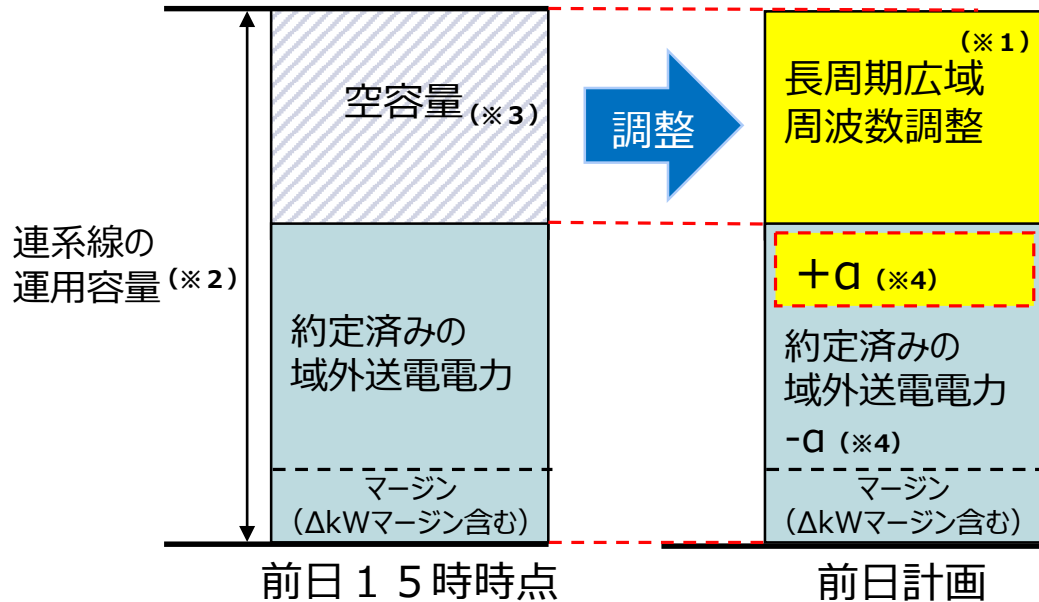 連系線の
運用容量(※2)
空容量(※3)
約定済みの
域外送電電力
マージン
(ΔkWマージン含む)
前日15時時点
調整
(※1)
長周期広域
周波数調整
+α(※4)
約定済みの
域外送電電力
-α(※4)
マージン
(ΔkWマージン含む)
前日計画